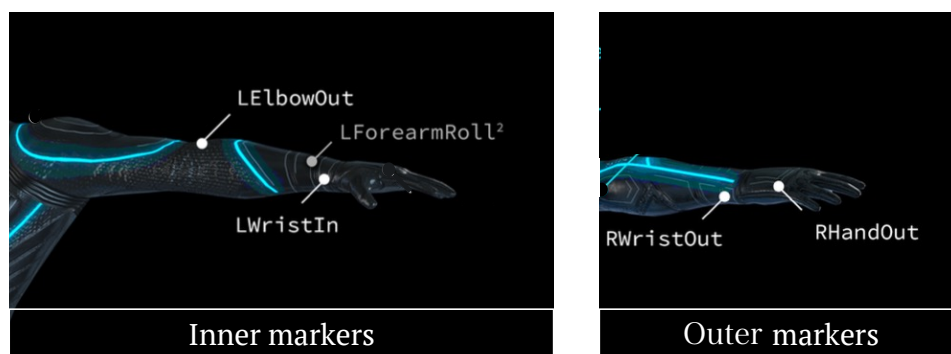 LElbowOut
LForearmRoll²
LWristIn
Inner markers
RWristOut
RHandOut
Outer markers